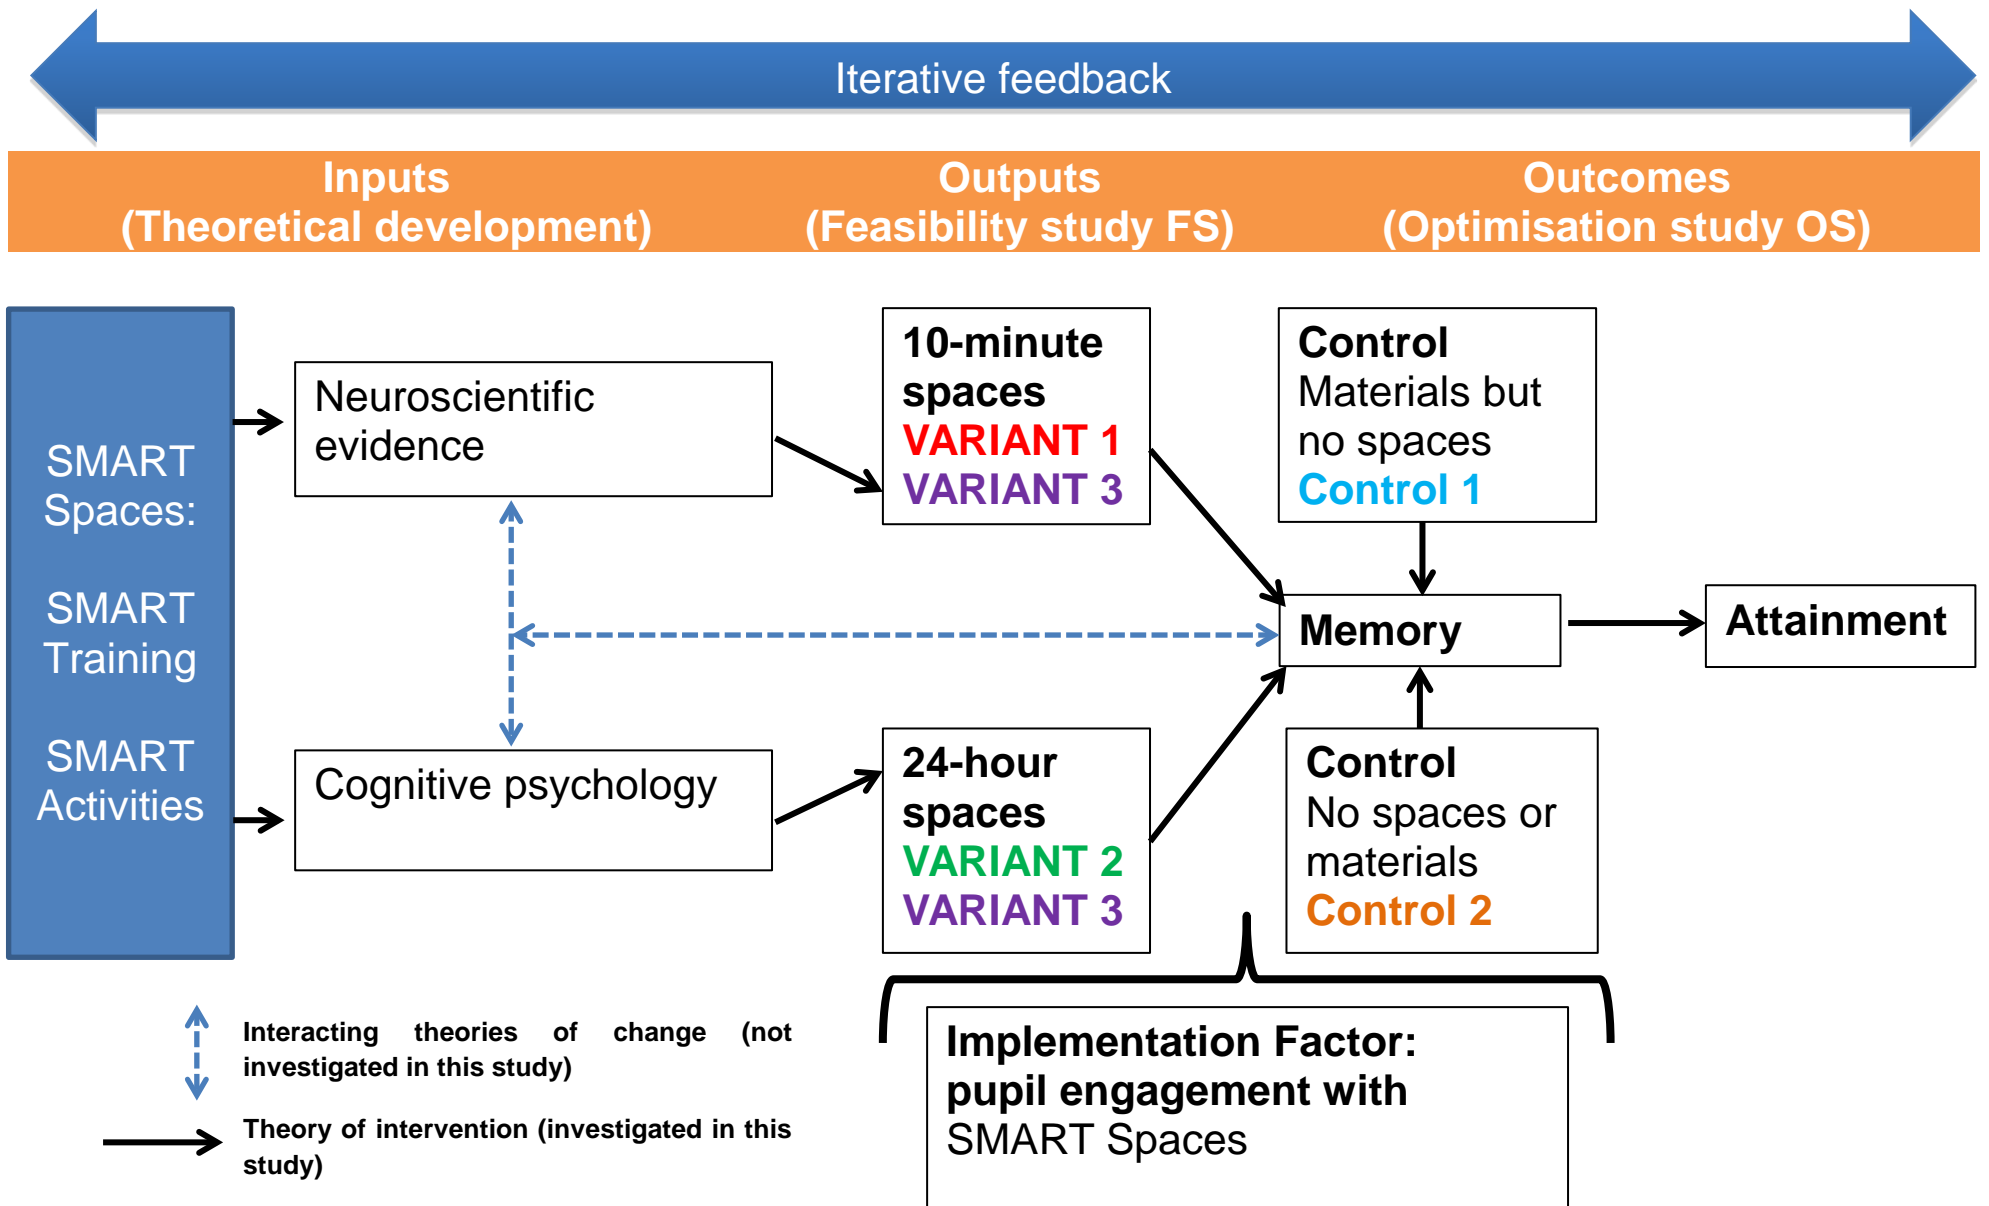 Iterative feedback
Inputs
(Theoretical development)
Outputs
(Feasibility study FS)
Outcomes
(Optimisation study OS)
SMART
Spaces:
SMART
Training
SMART
Activities
Neuroscientific
evidence
Cognitive psychology
10-minute
spaces
VARIANT 1
VARIANT 3
24-hour
spaces
VARIANT 2
VARIANT 3
Control
Materials but
no spaces
Control 1
Memory
Attainment
Control
No spaces or
materials
Control 2
Interacting theories of change (not
investigated in this study)
Theory of intervention (investigated in this
study)
Implementation Factor:
pupil engagement with
SMART Spaces